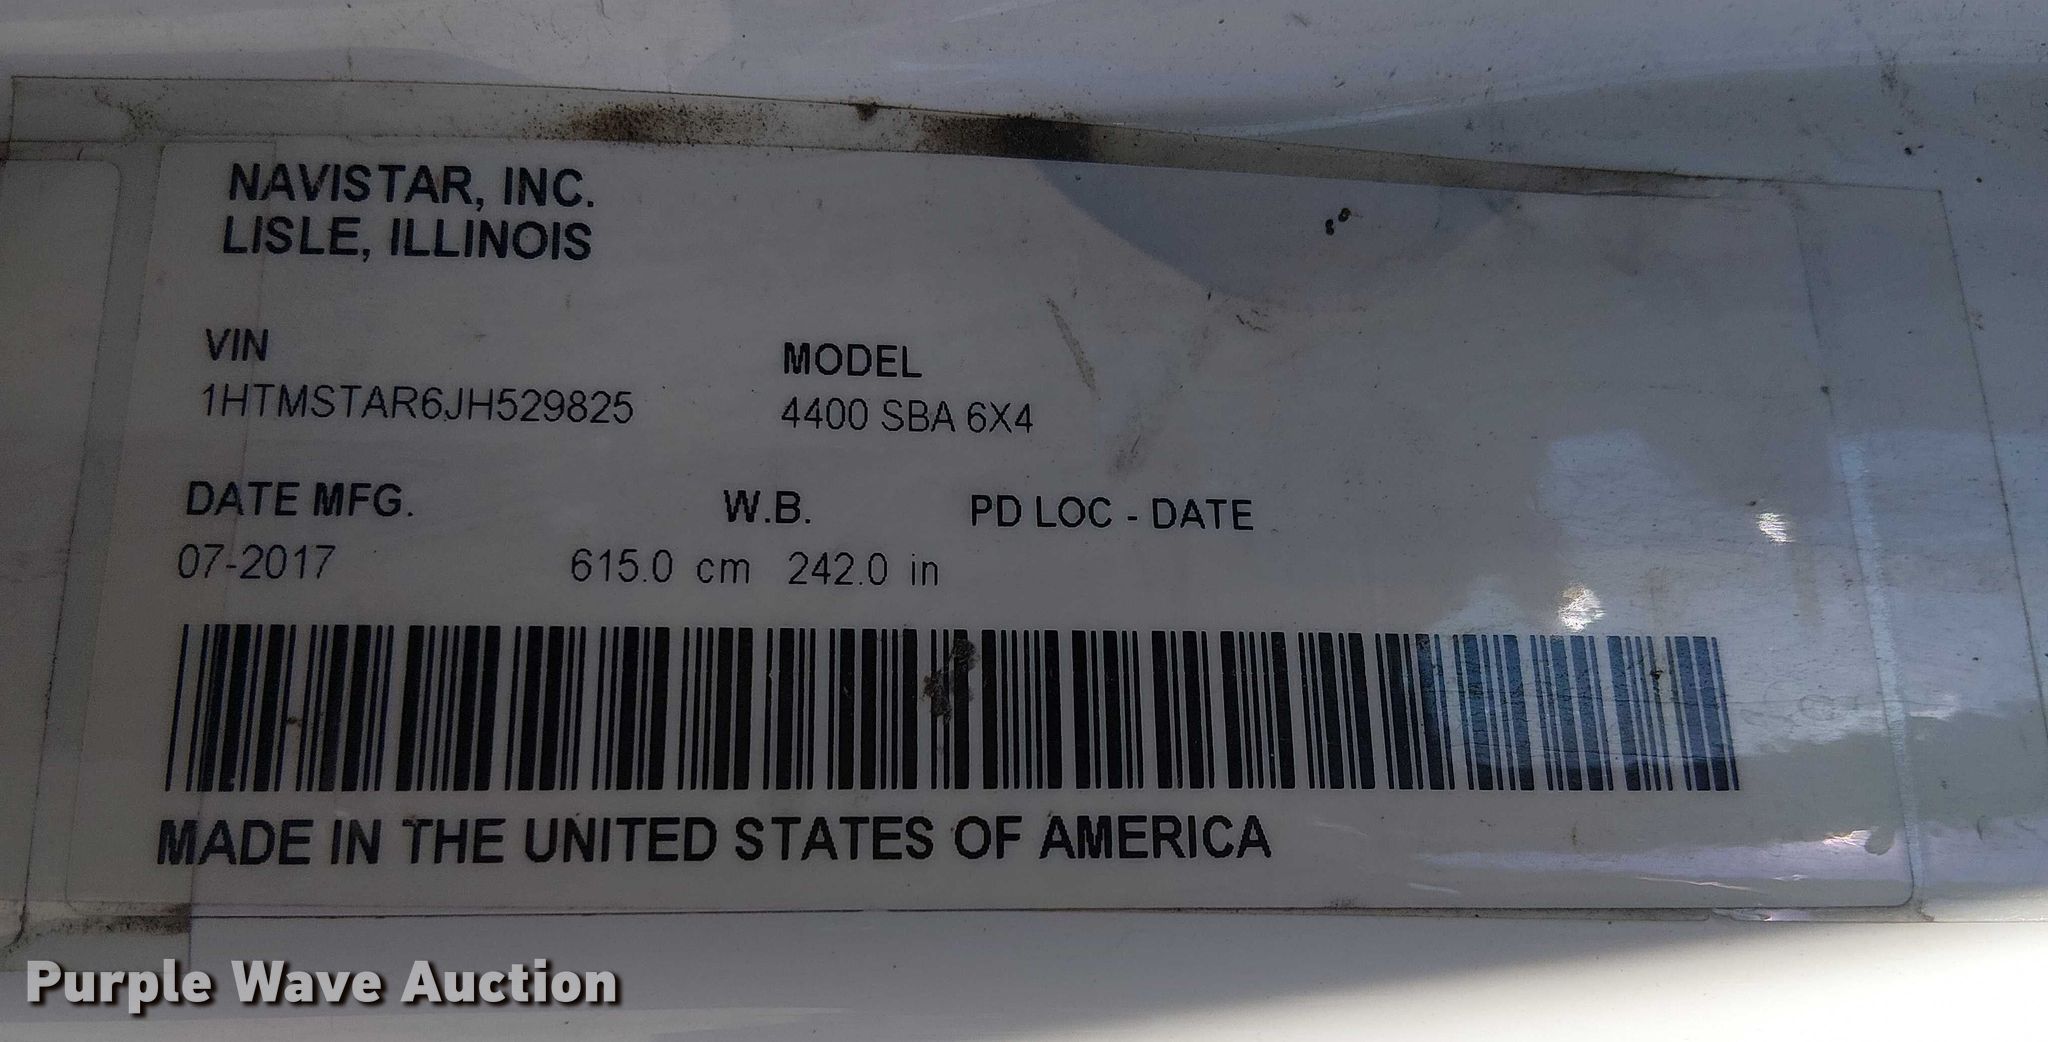 NAVISTAR, INC.
LISLE, ILLINOIS
VIN
MODEL
1HTMSTAR6JH529825
4400 SBA 6X4
DATE MFG.
W.B.
PD LOC - DATE
07-2017
615.0 cm 242.0 in
MADE IN THE UNITED STATES OF AMERICA
Purple Wave Auction